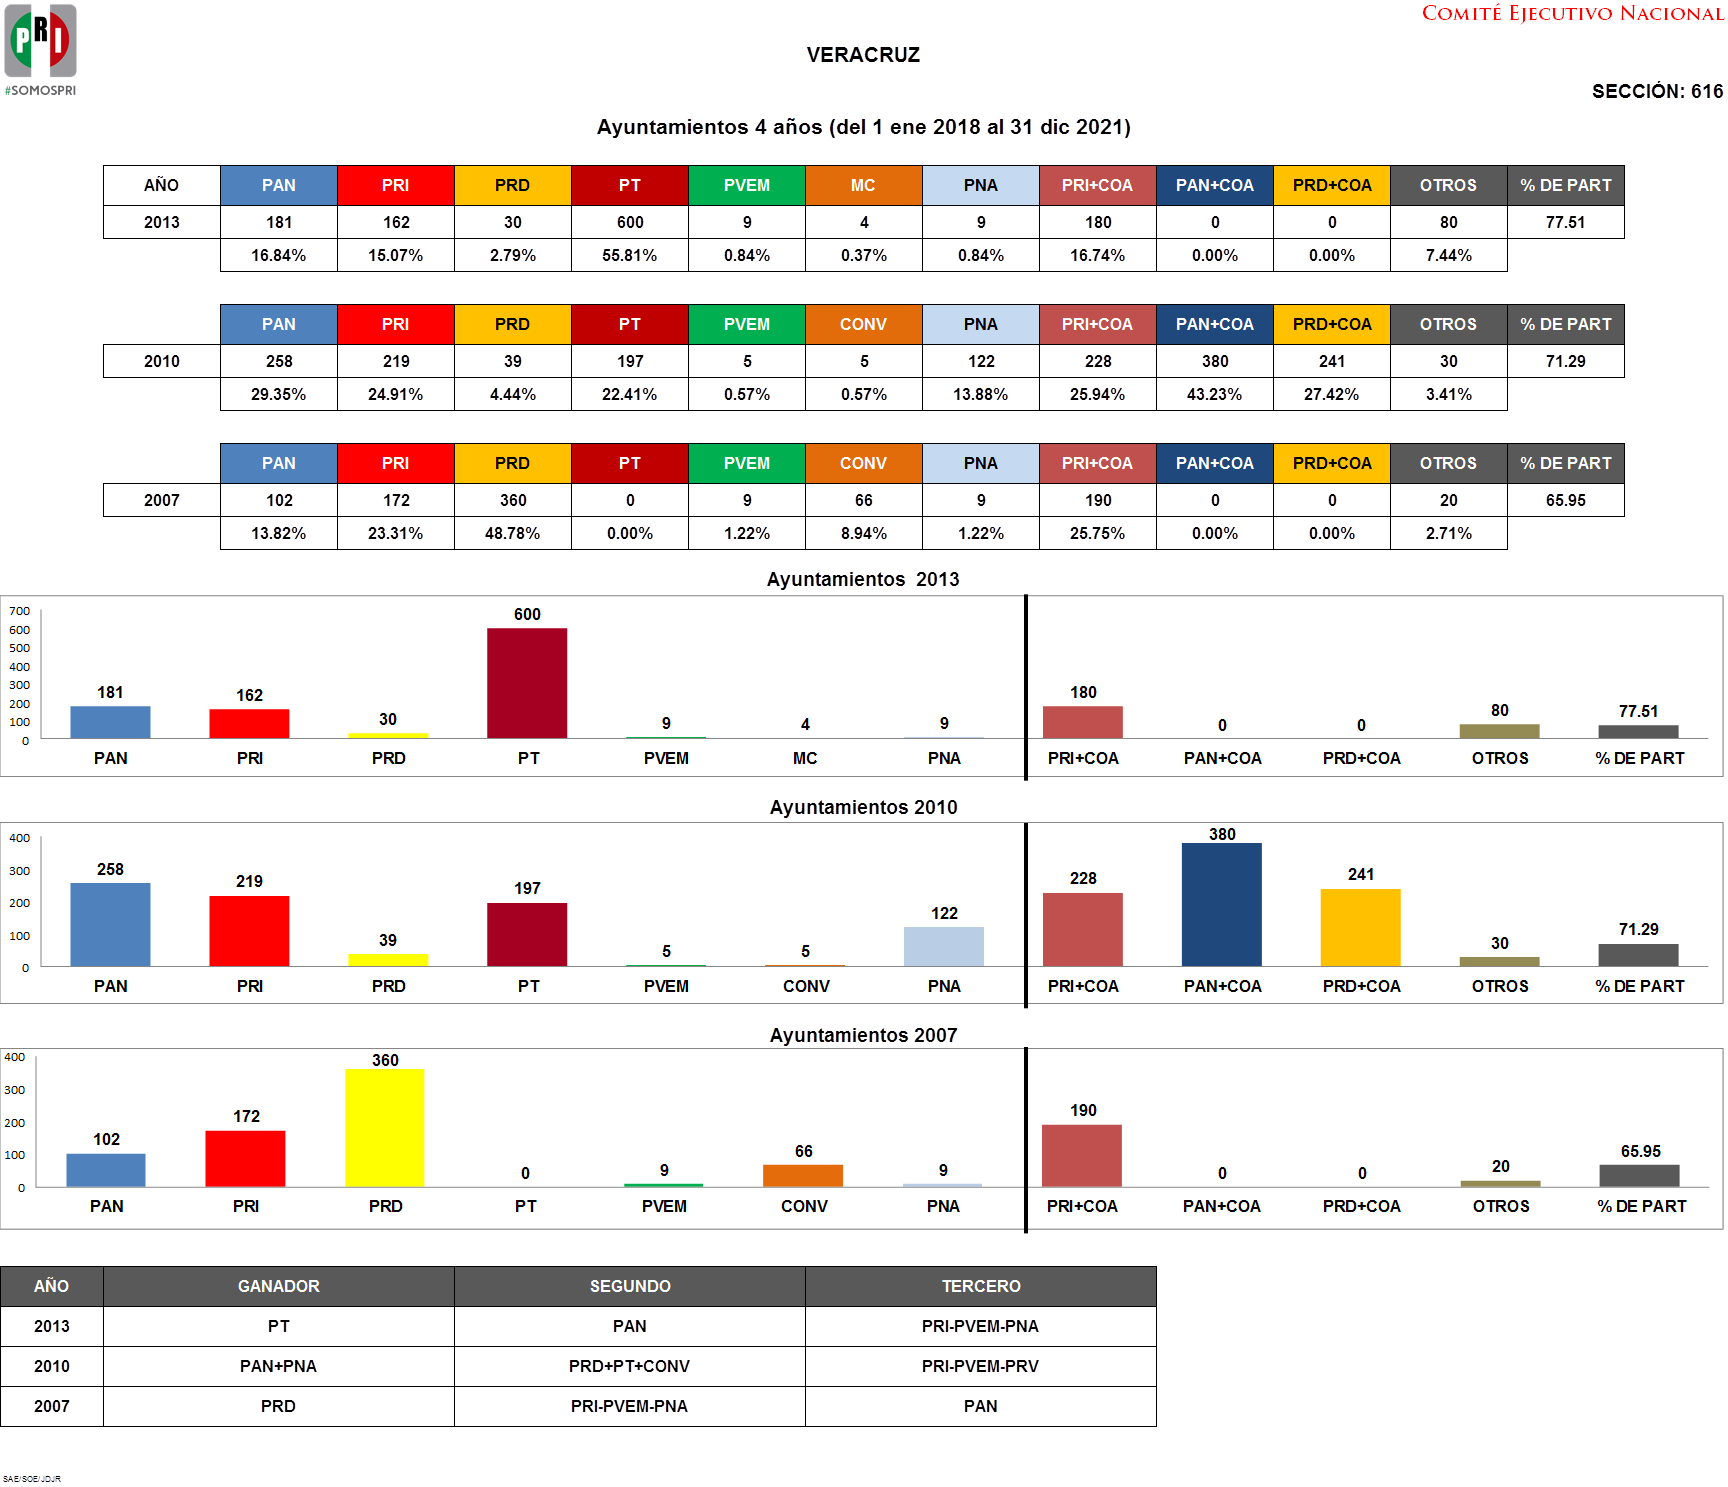 PRI
#SOMOSPRI
COMITÉ EJECUTIVO NACIONAL
VERACRUZ
SECCIÓN: 616
Ayuntamientos 4 años (del 1 ene 2018 al 31 dic 2021)
AÑO PAN PRI PRD PT PVEM MC PNA PRI+COA PAN+COA PRD+COA OTROS % DE PART
2013 181 162 30 600 9 4 9 180 0 0 80 77.51
16.84% 15.07% 2.79% 55.81% 0.84% 0.37% 0.84% 16.74% 0.00% 0.00% 7.44%
PAN PRI PRD PT PVEM CONV PNA PRI+COA PAN+COA PRD+COA OTROS % DE PART
2010 258 219 39 197 5 5 122 228 380 241 30 71.29
29.35% 24.91% 4.44% 22.41% 0.57% 0.57% 13.88% 25.94% 43.23% 27.42% 3.41%
PAN PRI PRD PT PVEM CONV PNA PRI+COA PAN+COA PRD+COA OTROS % DE PART
2007 102 172 360 0 9 66 9 190 0 0 20 65.95
13.82% 23.31% 48.78% 0.00% 1.22% 8.94% 1.22% 25.75% 0.00% 0.00% 2.71%
Ayuntamientos 2013
700
600
500
400
300
200
100
0
181 162 30 600 9 4 9 180 0 0 80 77.51
PAN PRI PRD PT PVEM MC PNA PRI+COA PAN+COA PRD+COA OTROS % DE PART
Ayuntamientos 2010
400
300
200
100
0
258 219 39 197 5 5 122 228 380 241 30 71.29
PAN PRI PRD PT PVEM CONV PNA PRI+COA PAN+COA PRD+COA OTROS % DE PART
Ayuntamientos 2007
400
300
200
100
0
102 172 360 0 9 66 9 190 0 0 20 65.95
PAN PRI PRD PT PVEM CONV PNA PRI+COA PAN+COA PRD+COA OTROS % DE PART
AÑO GANADOR SEGUNDO TERCERO
2013 PT PAN PRI-PVEM-PNA
2010 PAN+PNA PRD+PT+CONV PRI-PVEM-PRV
2007 PRD PRI-PVEM-PNA PAN
SAE/SOE/JDJR